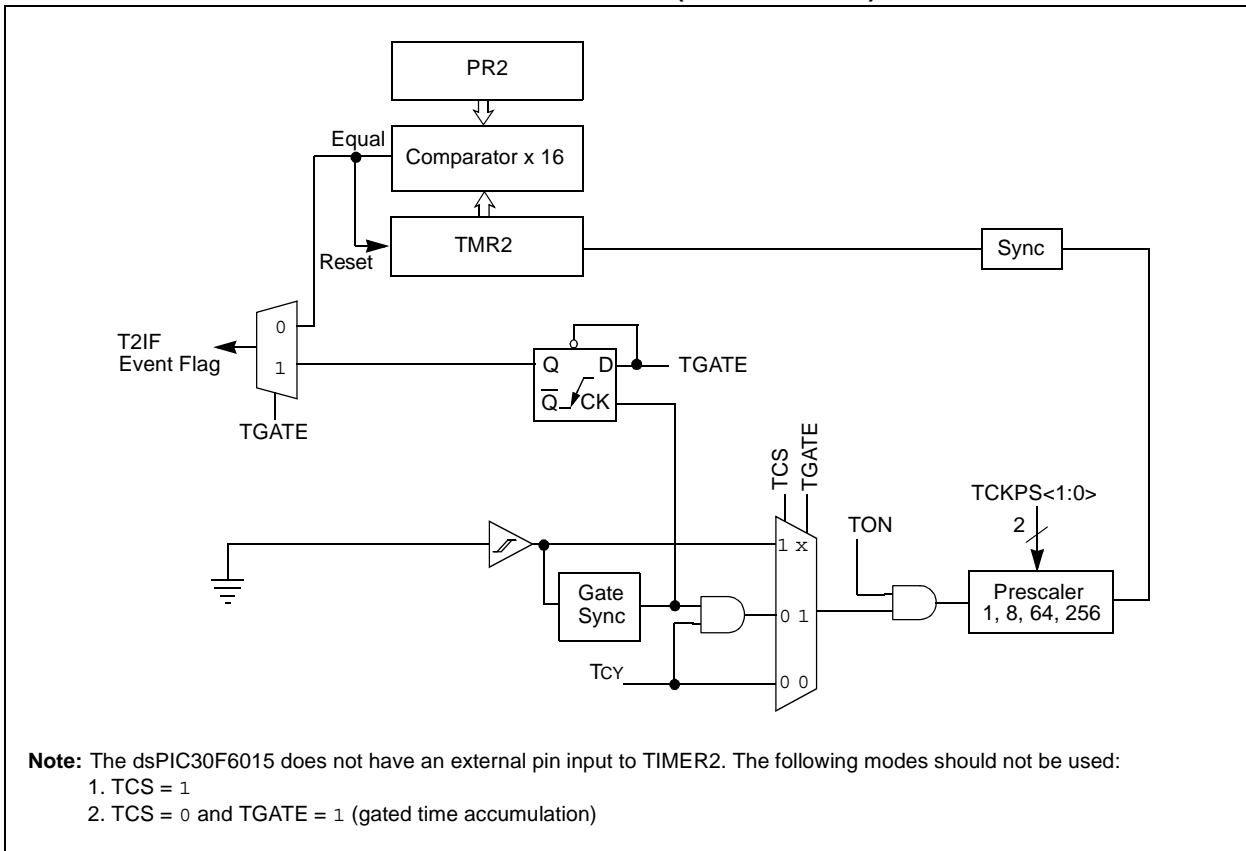 PR2
Equal
Comparator x 16
TMR2
Reset
Sync
0
1
T2IF
Event Flag
TGATE
Q
D
Q
CK
TGATE
TCS
TGATE
TCKPS<1:0>
2
TON
1 x
Gate
Sync
0 1
Prescaler
1, 8, 64, 256
TCY
0 0
Note: The dsPIC30F6015 does not have an external pin input to TIMER2. The following modes should not be used:
1. TCS = 1
2. TCS = 0 and TGATE = 1 (gated time accumulation)